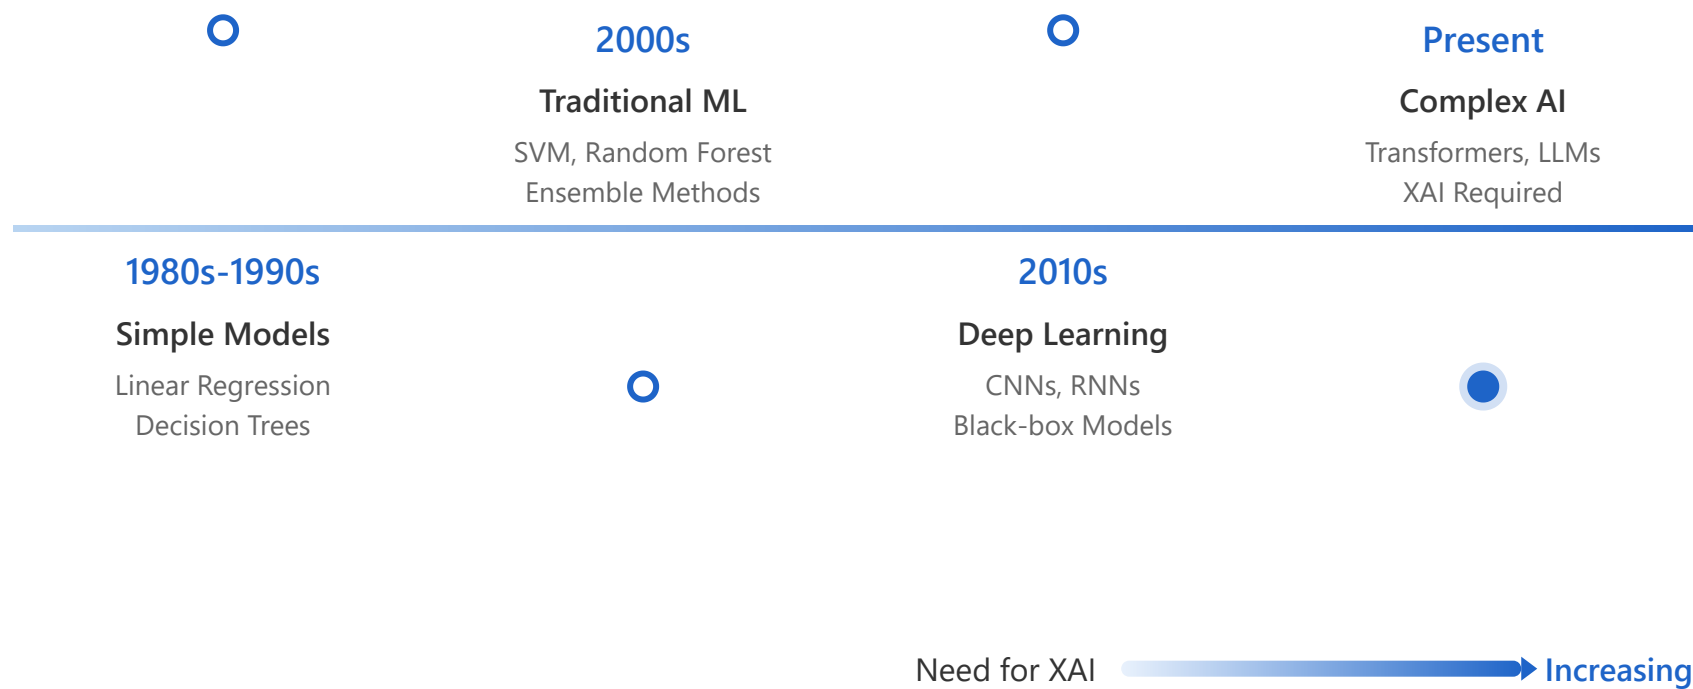 2000s
Traditional ML
SVM, Random Forest
Ensemble Methods
Present
Complex AI
Transformers, LLMs
XAI Required
1980s-1990s
Simple Models
Linear Regression
Decision Trees
2010s
Deep Learning
CNNs, RNNs
Black-box Models
Need for XAI
Increasing